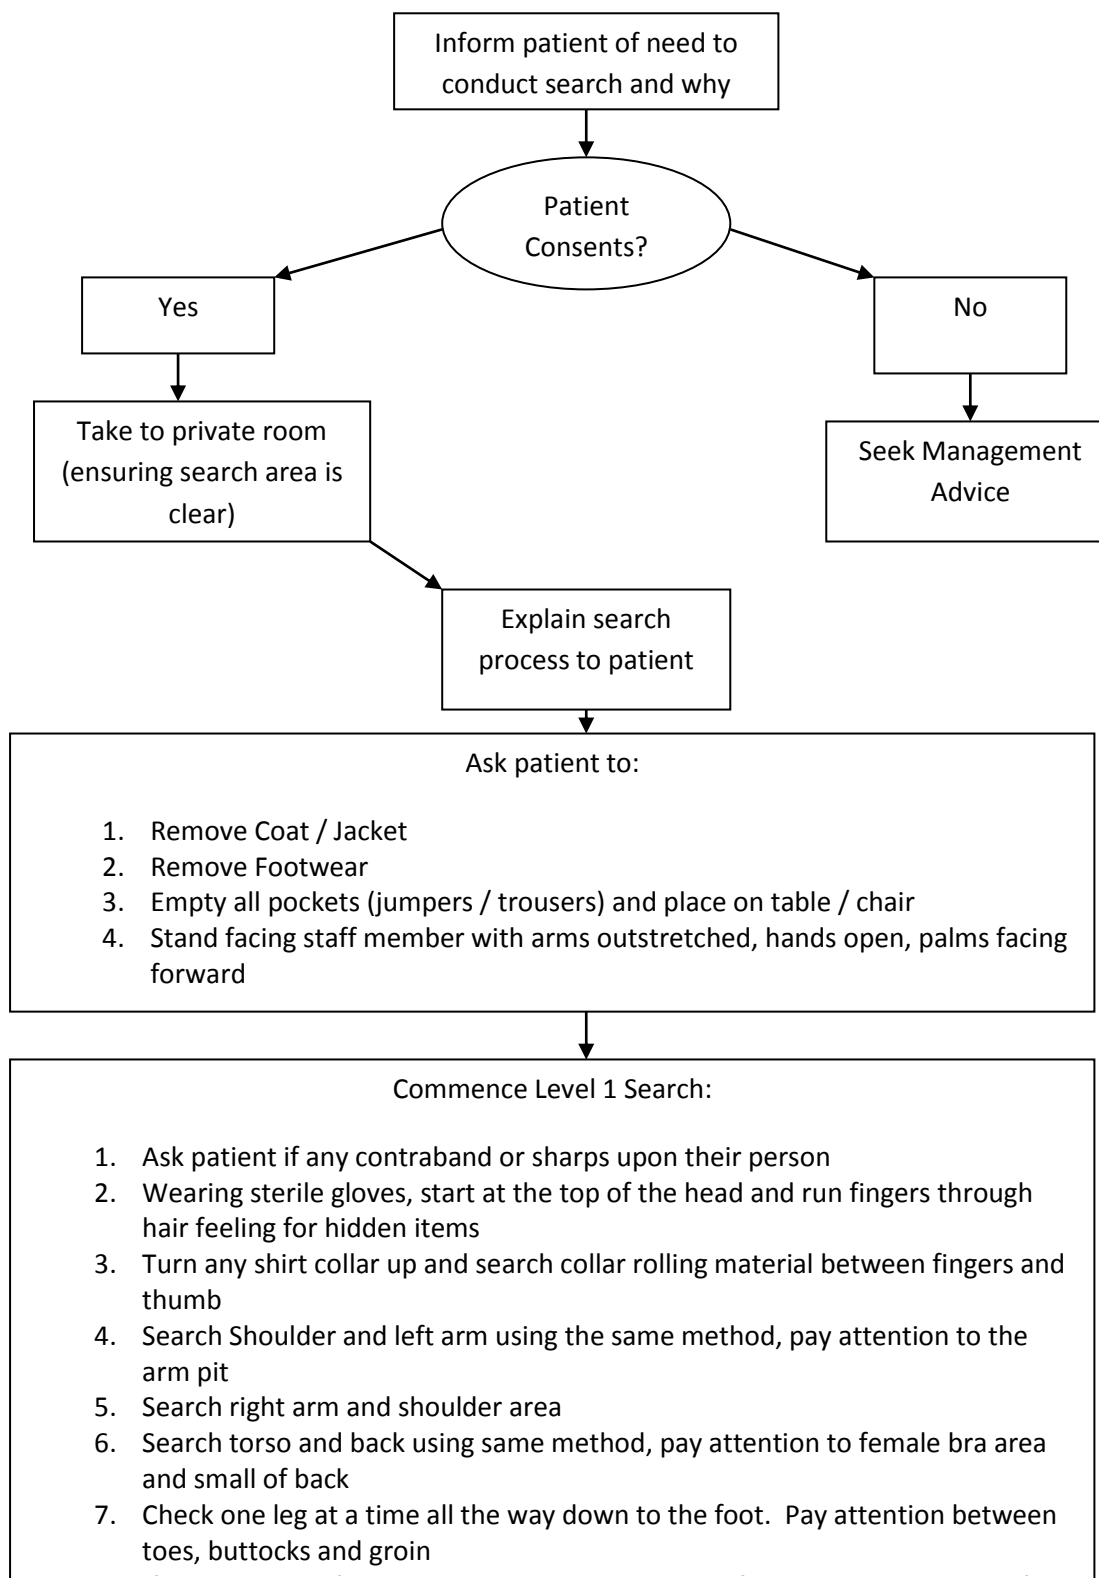 Inform patient of need to
conduct search and why
Patient
Consents?
Yes
No
Take to private room
(ensuring search area is
clear)
Seek Management
Advice
Explain search
process to patient
Ask patient to:
1. Remove Coat / Jacket
2. Remove Footwear
3. Empty all pockets (jumpers / trousers) and place on table / chair
4. Stand facing staff member with arms outstretched, hands open, palms facing
forward
Commence Level 1 Search:
1. Ask patient if any contraband or sharps upon their person
2. Wearing sterile gloves, start at the top of the head and run fingers through
hair feeling for hidden items
3. Turn any shirt collar up and search collar rolling material between fingers and
thumb
4. Search Shoulder and left arm using the same method, pay attention to the
arm pit
5. Search right arm and shoulder area
6. Search torso and back using same method, pay attention to female bra area
and small of back
7. Check one leg at a time all the way down to the foot. Pay attention between
toes, buttocks and groin